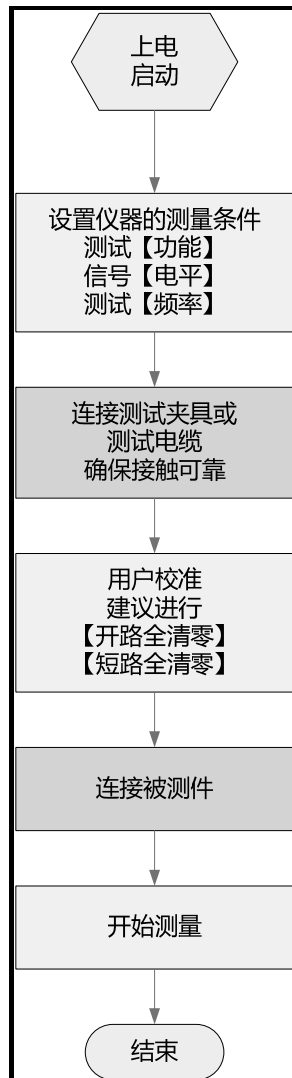 上电
启动
设置仪器的测量条件
测试【功能】
信号【电平】
测试【频率】
连接测试夹具或
测试电缆
确保接触可靠
用户校准
建议进行
【开路全清零】
【短路全清零】
连接被测件
开始测量
结束